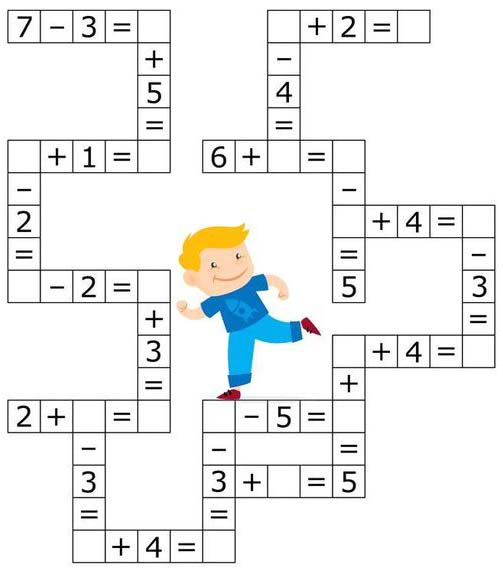 7 − 3 = + 2 =
+ −
5 4
= =
+ 1 = 6 + =
− −
2 + 4 =
= = −
− 2 = 5 3
+ =
3 + 4 =
= +
2 + = − 5 =
− − =
3 3 + = 5
= =
+ 4 =